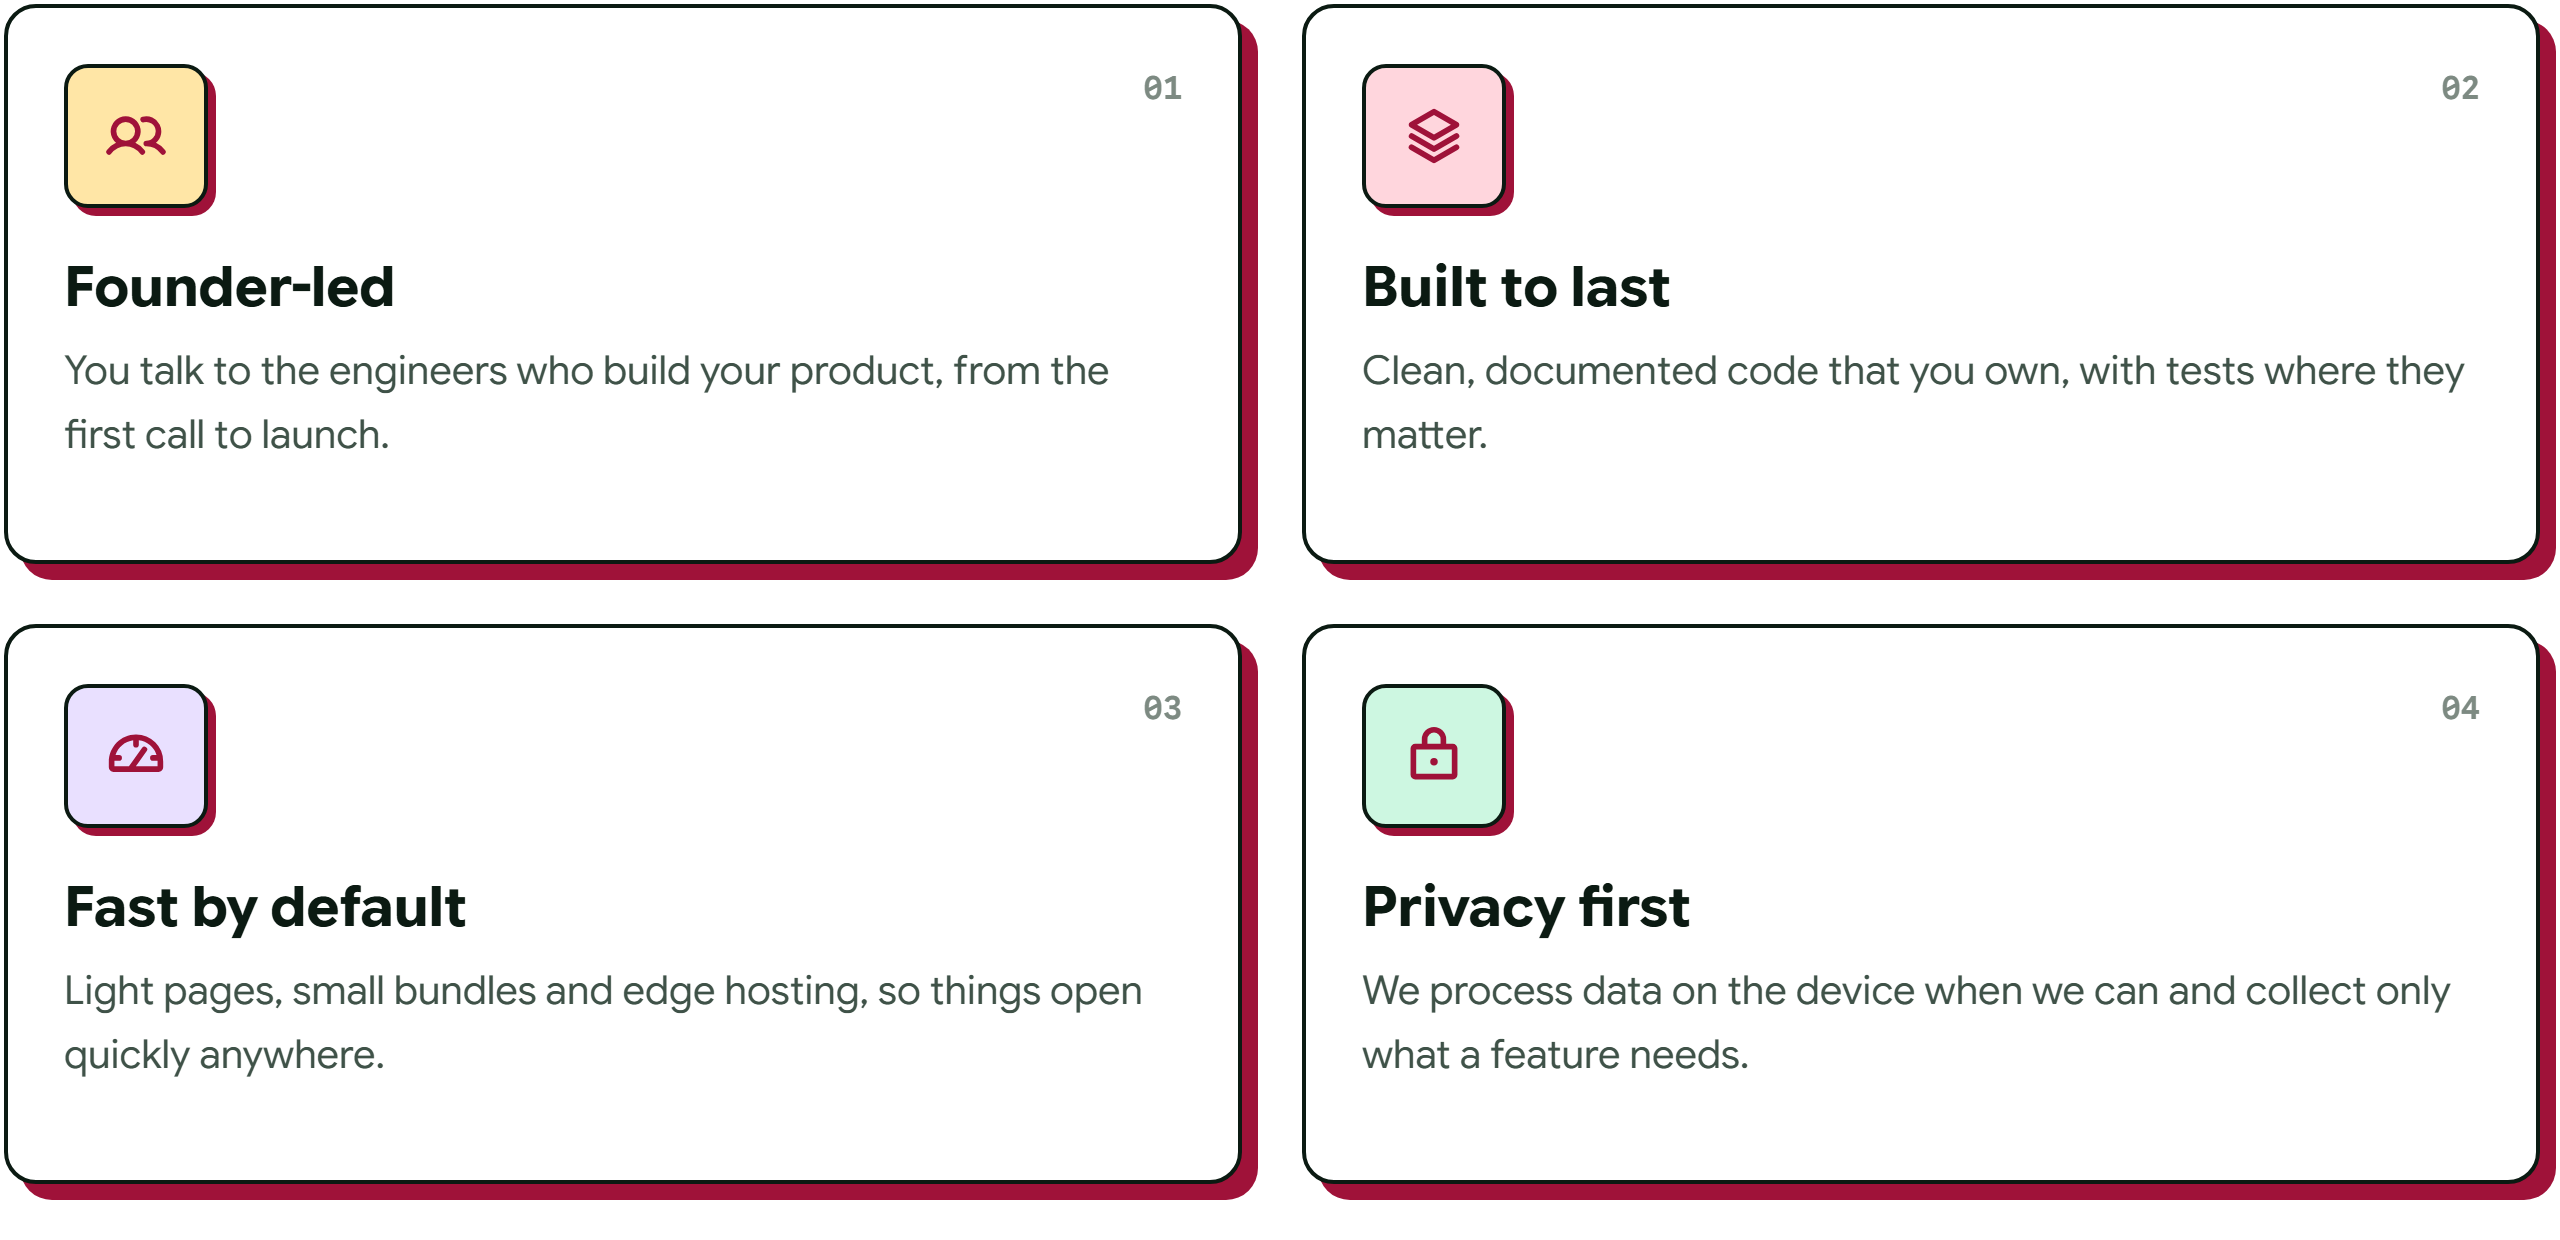 01
Founder-led
You talk to the engineers who build your product, from the
first call to launch.
02
Built to last
Clean, documented code that you own, with tests where they
matter.
03
Fast by default
Light pages, small bundles and edge hosting, so things open
quickly anywhere.
04
Privacy first
We process data on the device when we can and collect only
what a feature needs.